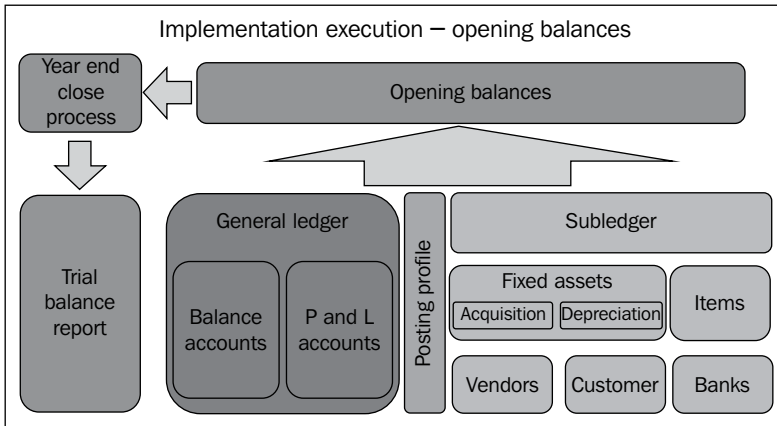 Implementation execution – opening balances
Year end
close
process
Opening balances
General ledger
Balance
accounts
P and L
accounts
Posting profile
Subledger
Fixed assets
Acquisition
Depreciation
Items
Vendors
Customer
Banks
Trial
balance
report